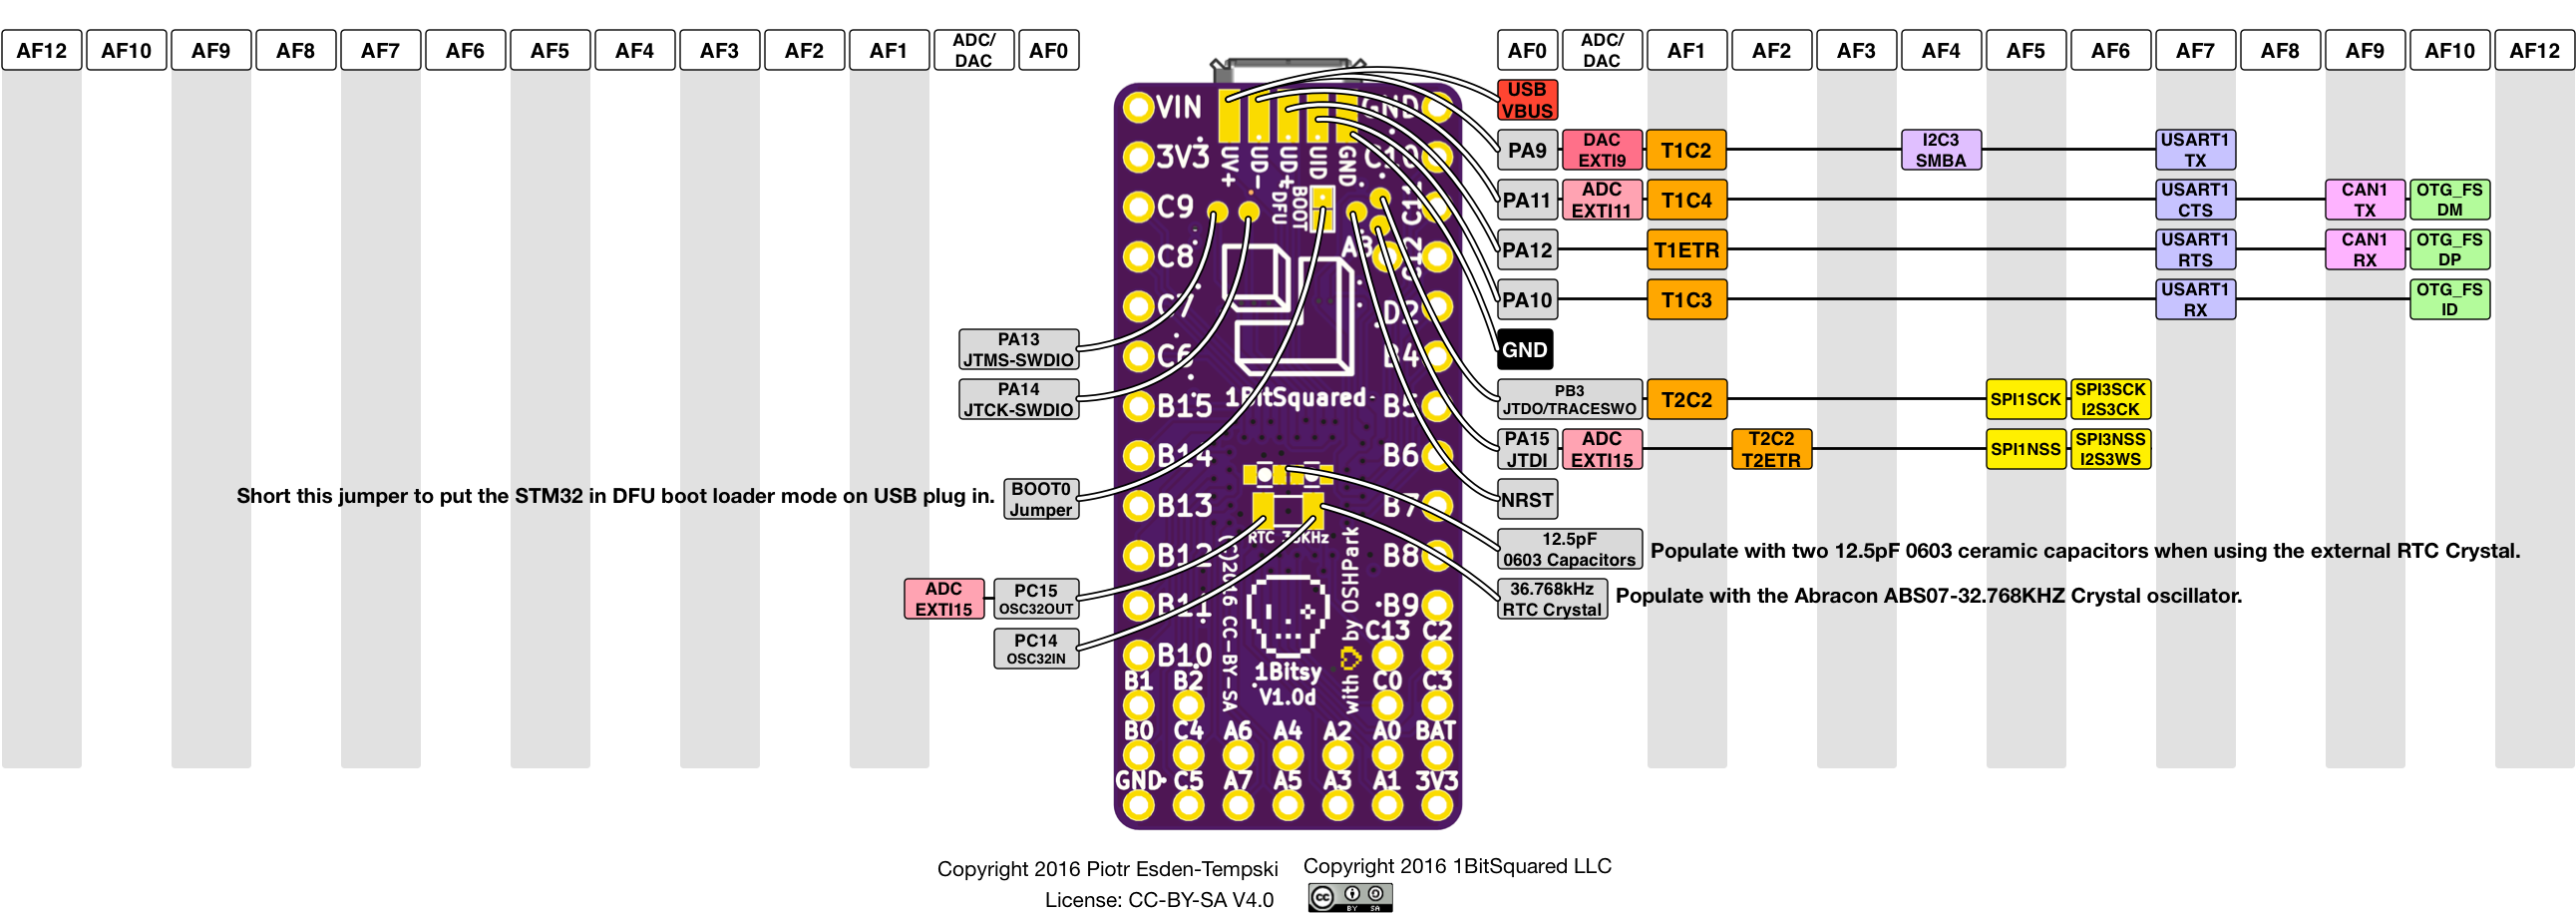 AF12 AF10 AF9 AF8 AF7 AF6 AF5 AF4 AF3 AF2 AF1 ADC/DAC AF0
AF0 ADC/DAC AF1 AF2 AF3 AF4 AF5 AF6 AF7 AF8 AF9 AF10 AF12
USB VBUS
PA9 DAC EXTI9 T1C2 I2C3 SMBA USART1 TX
PA11 ADC EXTI11 T1C4 USART1 CTS CAN1 TX OTG_FS DM
PA12 T1ETR USART1 RTS CAN1 RX OTG_FS DP
PA10 T1C3 USART1 RX OTG_FS ID
GND
PB3 JTDO/TRACESWO T2C2 SPI1SCK SPI3SCK I2S3CK
PA15 JTDI ADC EXTI15 T2C2 T2ETR SPI1NSS SPI3NSS I2S3WS
NRST
12.5pF 0603 Capacitors Populate with two 12.5pF 0603 ceramic capacitors when using the external RTC Crystal.
36.768kHz RTC Crystal Populate with the Abracon ABS07-32.768KHZ Crystal oscillator.
PA13 JTMS-SWDIO
PA14 JTCK-SWDIO
Short this jumper to put the STM32 in DFU boot loader mode on USB plug in. BOOT0 Jumper
ADC EXTI15 PC15 OSC32OUT
PC14 OSC32IN
VIN
3V3
C9
C8
C7
C6
B15
B14
B13
B12
B11
B10
UV+ UD- UD+ UID GND
BOOT
DFU
GND
C10
C11
C12
A8
D2
B4
B5
B6
B7
B8
B9
1BitSquared
RTC 36KHz
(C)2016 CC-BY-SA
with by OSHPark
1Bitsy
V1.0d
C13 C2
B1 B2 C0 C3
B0 C4 A6 A4 A2 A0 BAT
GND C5 A7 A5 A3 A1 3V3
Copyright 2016 Piotr Esden-Tempski Copyright 2016 1BitSquared LLC
License: CC-BY-SA V4.0
cc BY SA